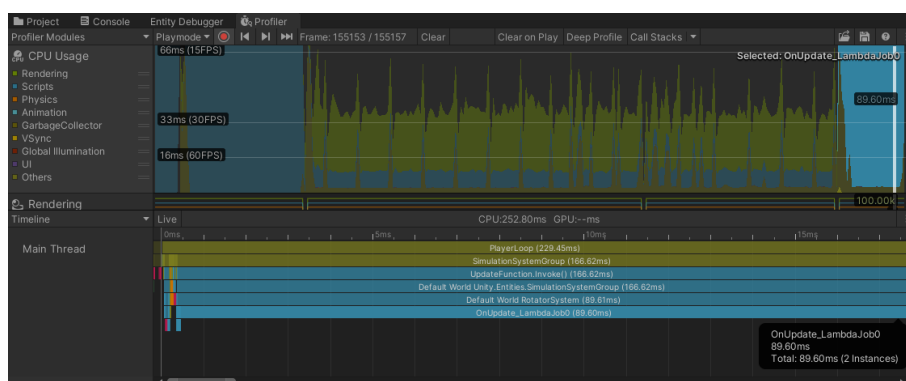 Project Console Entity Debugger Profiler
Profiler Modules Playmode Frame: 155153 / 155157 Clear Clear on Play Deep Profile Call Stacks
CPU Usage
Rendering
Scripts
Physics
Animation
GarbageCollector
VSync
Global Illumination
UI
Others
66ms (15FPS)
Selected: OnUpdate_LambdaJob0
89.60ms
33ms (30FPS)
16ms (60FPS)
Rendering
100.00k
Timeline Live CPU:252.80ms GPU:--ms
0ms 5ms 10ms 15ms
Main Thread
PlayerLoop (229.45ms)
SimulationSystemGroup (166.62ms)
UpdateFunction.Invoke() (166.62ms)
Default World Unity.Entities.SimulationSystemGroup (166.62ms)
Default World RotatorSystem (89.61ms)
OnUpdate_LambdaJob0 (89.60ms)
OnUpdate_LambdaJob0
89.60ms
Total: 89.60ms (2 Instances)